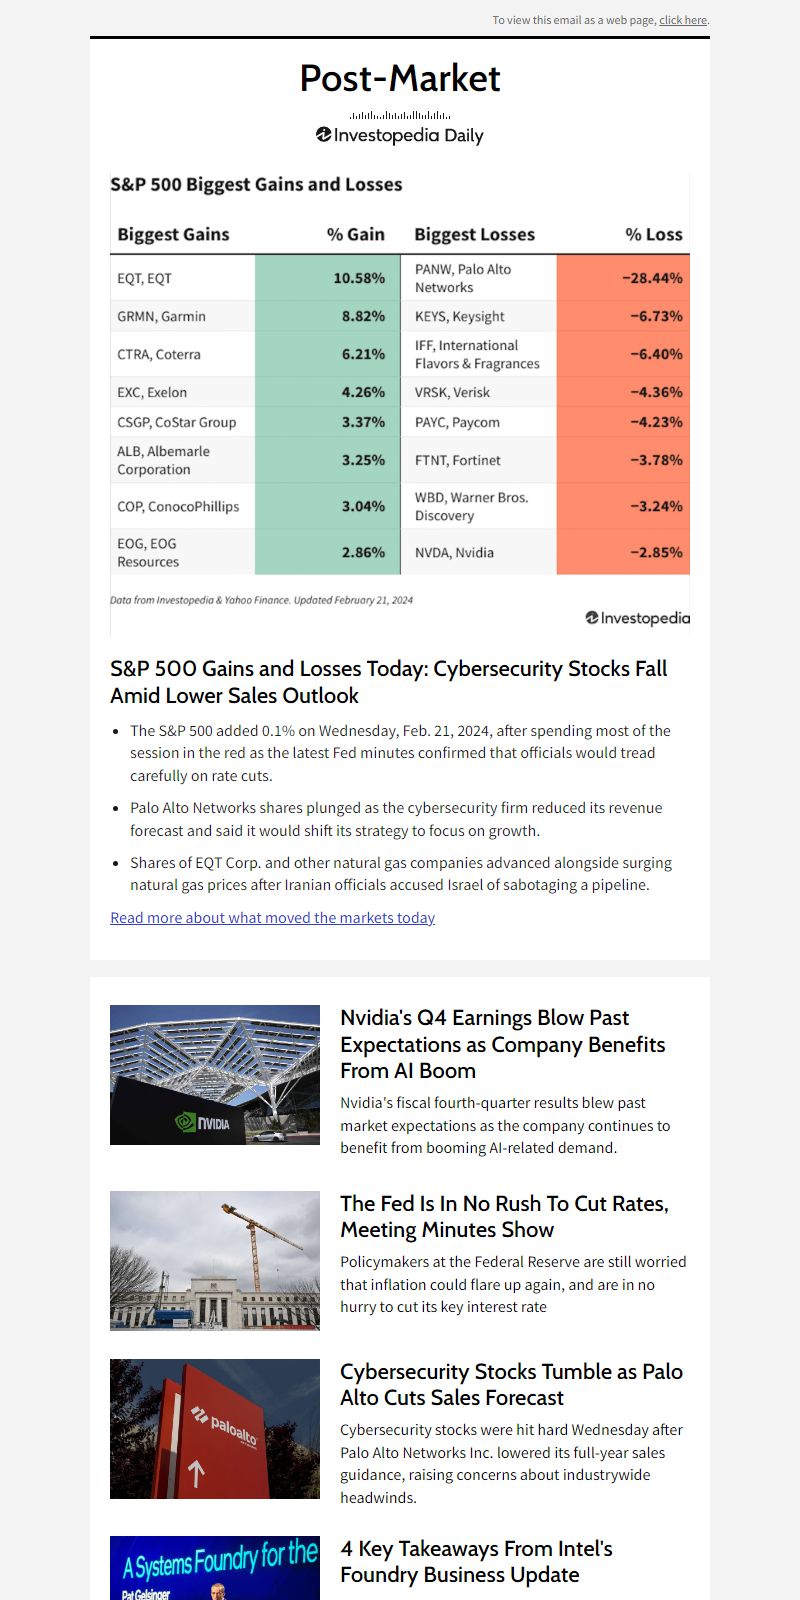 To view this email as a web page, click here.
Post-Market
Investopedia Daily
S&P 500 Biggest Gains and Losses
Biggest Gains % Gain Biggest Losses % Loss
EQT, EQT 10.58% PANW, Palo Alto Networks −28.44%
GRMN, Garmin 8.82% KEYS, Keysight −6.73%
CTRA, Coterra 6.21% IFF, International Flavors & Fragrances −6.40%
EXC, Exelon 4.26% VRSK, Verisk −4.36%
CSGP, CoStar Group 3.37% PAYC, Paycom −4.23%
ALB, Albemarle Corporation 3.25% FTNT, Fortinet −3.78%
COP, ConocoPhillips 3.04% WBD, Warner Bros. Discovery −3.24%
EOG, EOG Resources 2.86% NVDA, Nvidia −2.85%
Data from Investopedia & Yahoo Finance. Updated February 21, 2024
Investopedia
S&P 500 Gains and Losses Today: Cybersecurity Stocks Fall
Amid Lower Sales Outlook
• The S&P 500 added 0.1% on Wednesday, Feb. 21, 2024, after spending most of the
session in the red as the latest Fed minutes confirmed that officials would tread
carefully on rate cuts.
• Palo Alto Networks shares plunged as the cybersecurity firm reduced its revenue
forecast and said it would shift its strategy to focus on growth.
• Shares of EQT Corp. and other natural gas companies advanced alongside surging
natural gas prices after Iranian officials accused Israel of sabotaging a pipeline.
Read more about what moved the markets today
NVIDIA
Nvidia's Q4 Earnings Blow Past
Expectations as Company Benefits
From AI Boom
Nvidia's fiscal fourth-quarter results blew past
market expectations as the company continues to
benefit from booming AI-related demand.
The Fed Is In No Rush To Cut Rates,
Meeting Minutes Show
Policymakers at the Federal Reserve are still worried
that inflation could flare up again, and are in no
hurry to cut its key interest rate
paloalto
Cybersecurity Stocks Tumble as Palo
Alto Cuts Sales Forecast
Cybersecurity stocks were hit hard Wednesday after
Palo Alto Networks Inc. lowered its full-year sales
guidance, raising concerns about industrywide
headwinds.
A Systems Foundry for the
Pat Gelsinger
4 Key Takeaways From Intel's
Foundry Business Update